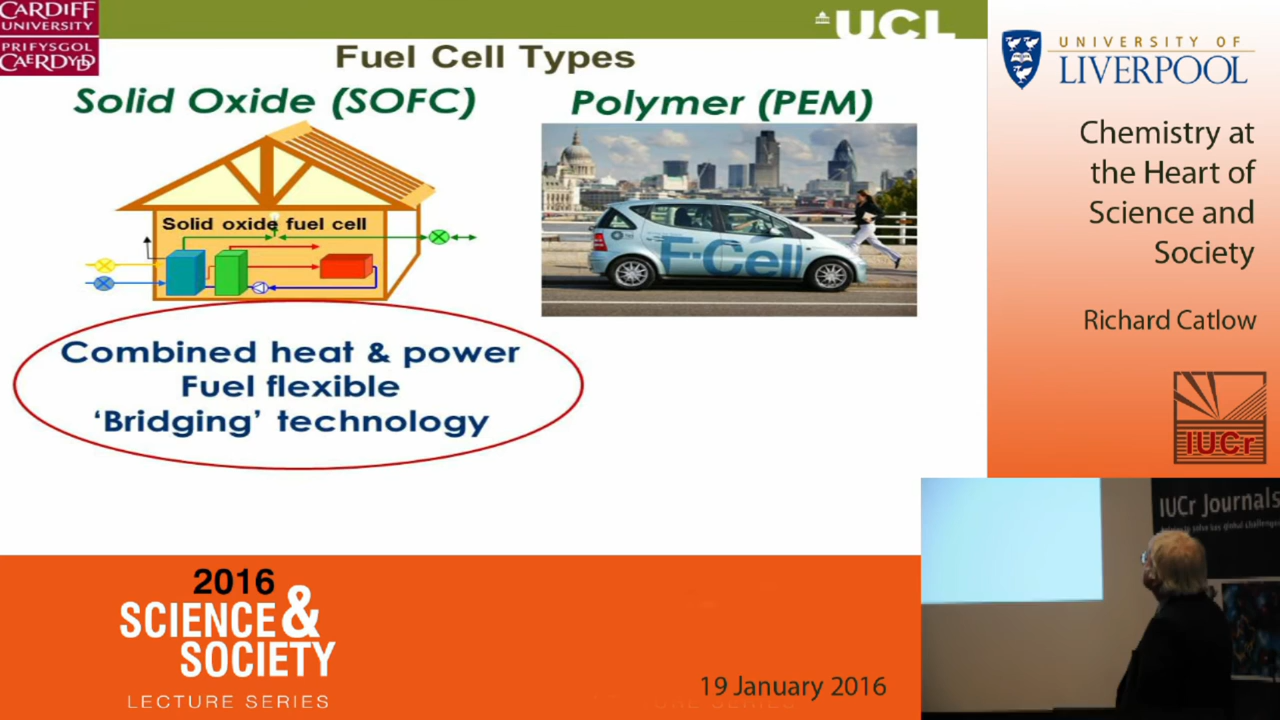 CARDIFF
UNIVERSITY
PRIFYSGOL
CAERDYDD
UCL
Fuel Cell Types
Solid Oxide (SOFC)
Polymer (PEM)
Solid oxide fuel cell
F-Cell
Combined heat & power
Fuel flexible
‘Bridging’ technology
UNIVERSITY OF
LIVERPOOL
Chemistry at
the Heart of
Science and
Society
Richard Catlow
IUCr
IUCr Journals
2016
SCIENCE &
SOCIETY
LECTURE SERIES
19 January 2016